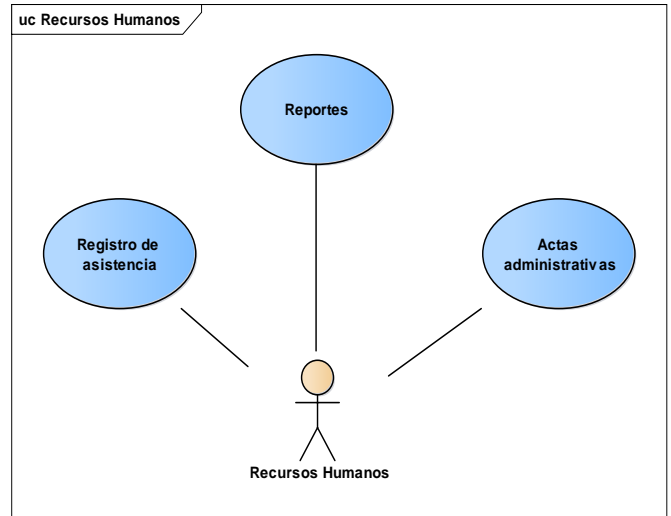 uc Recursos Humanos
Reportes
Registro de
asistencia
Actas
administrativas
Recursos Humanos